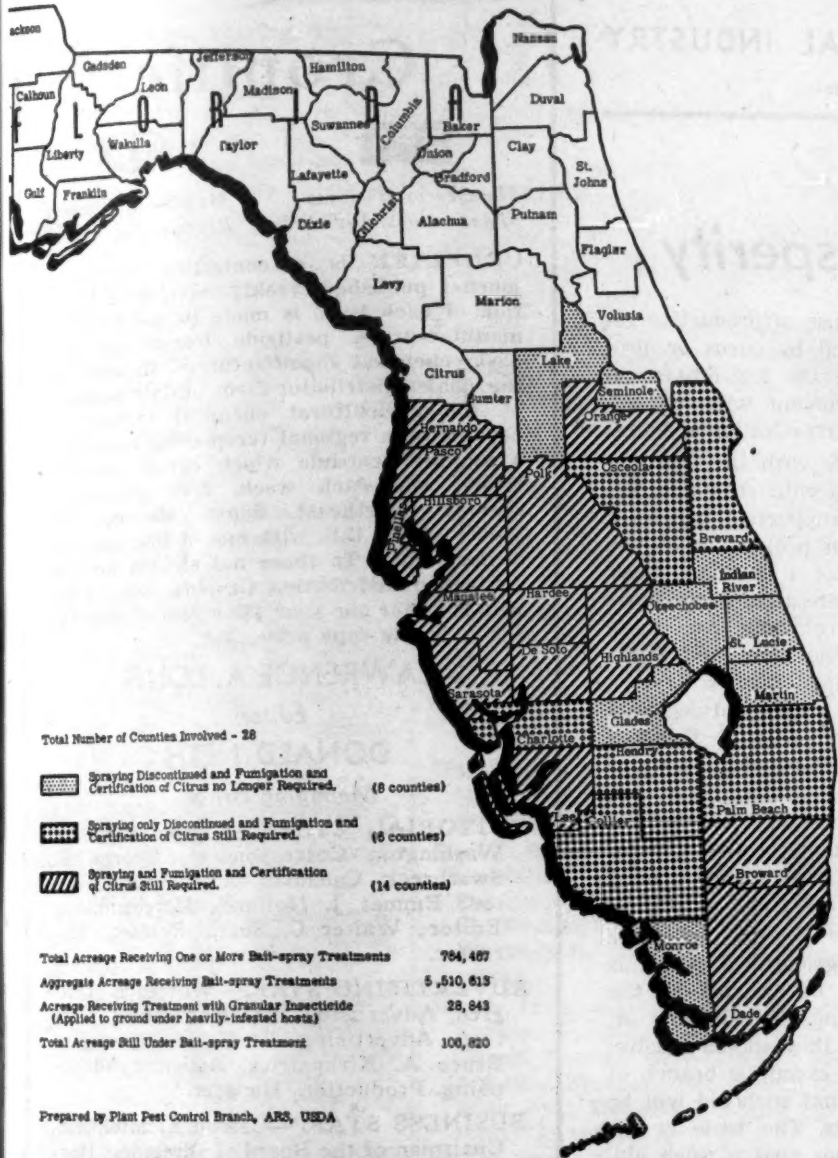 ackson
Gadsden
Jefferson
Hamilton
Nassau
Calhoun
Leon
Madison
Columbia
Duval
F L O R I D A
Liberty
Wakulla
Taylor
Suwannee
Baker
Union
Clay
Gulf
Franklin
Lafayette
Bradford
St. Johns
Dixie
Gilchrist
Alachua
Putnam
Flagler
Levy
Marion
Volusia
Citrus
Sumter
Lake
Seminole
Hernando
Orange
Pasco
Polk
Osceola
Hillsboro
Pinellas
Brevard
Indian River
Manatee
Hardee
Okeechobee
De Soto
Highlands
St. Lucie
Sarasota
Martin
Charlotte
Glades
Hendry
Palm Beach
Lee
Collier
Broward
Monroe
Dade
Total Number of Counties Involved - 28
Spraying Discontinued and Fumigation and
Certification of Citrus no Longer Required. (8 counties)
Spraying only Discontinued and Fumigation and
Certification of Citrus Still Required. (6 counties)
Spraying and Fumigation and Certification
of Citrus Still Required. (14 counties)
Total Acreage Receiving One or More Bait-spray Treatments 764,467
Aggregate Acreage Receiving Bait-spray Treatments 5,510,613
Acreage Receiving Treatment with Granular Insecticide 28,843
(Applied to ground under heavily-infested hosts)
Total Acreage Still Under Bait-spray Treatment 106,820
Prepared by Plant Pest Control Branch, ARS, USDA